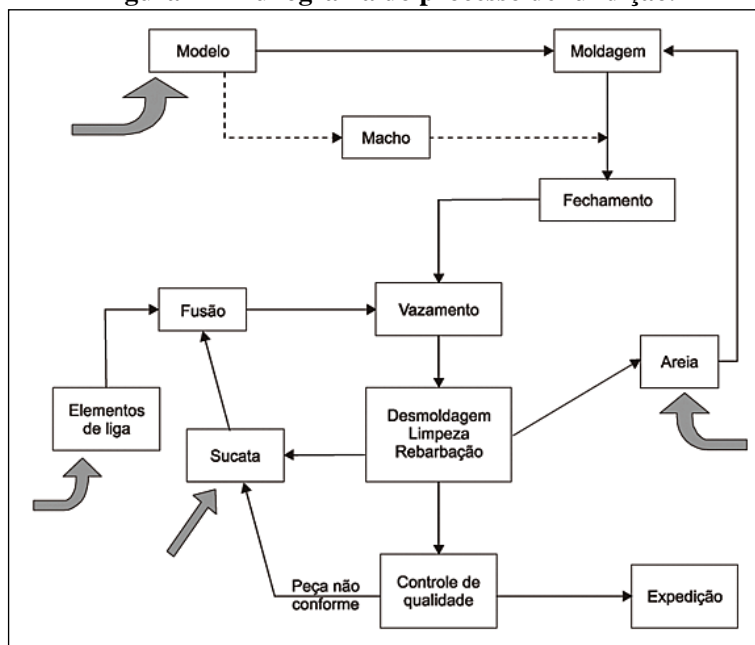 Modelo
Moldagem
Macho
Fechamento
Fusão
Vazamento
Areia
Elementos
de liga
Desmoldagem
Limpeza
Rebarbação
Sucata
Peça não
conforme
Controle de
qualidade
Expedição